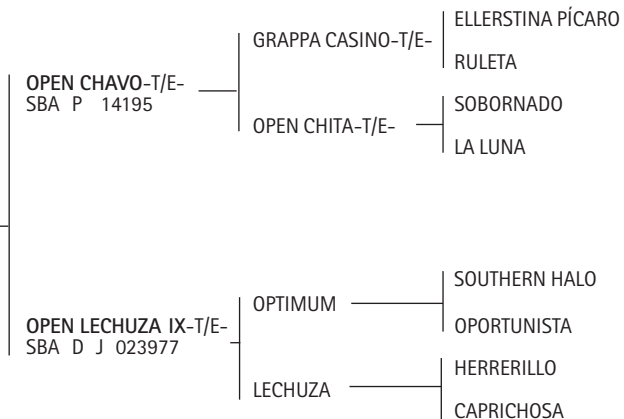 ELLERSTINA PÍCARO
GRAPPA CASINO-T/E-
RULETA
OPEN CHAVO-T/E-
SBA P 14195
SOBORNADO
OPEN CHITA-T/E-
LA LUNA
SOUTHERN HALO
OPTIMUM
OPORTUNISTA
OPEN LECHUZA IX-T/E-
SBA D J 023977
HERRERILLO
LECHUZA
CAPRICHOSA